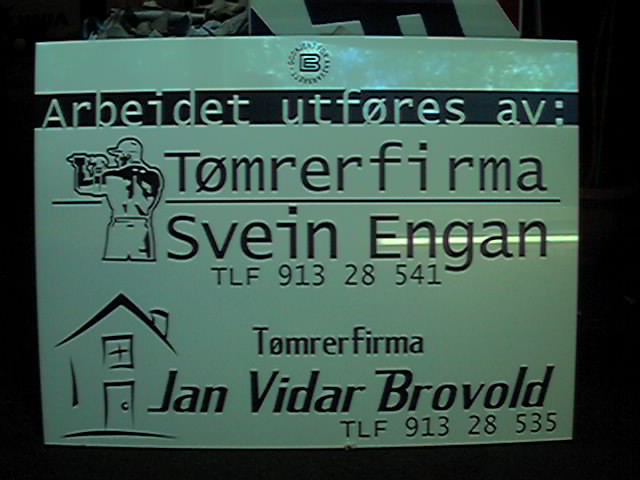 Arbeidet utføres av:
Tømrerfirma
Svein Engan
TLF 913 28 541
Tømrerfirma
Jan Vidar Brovold
TLF 913 28 535